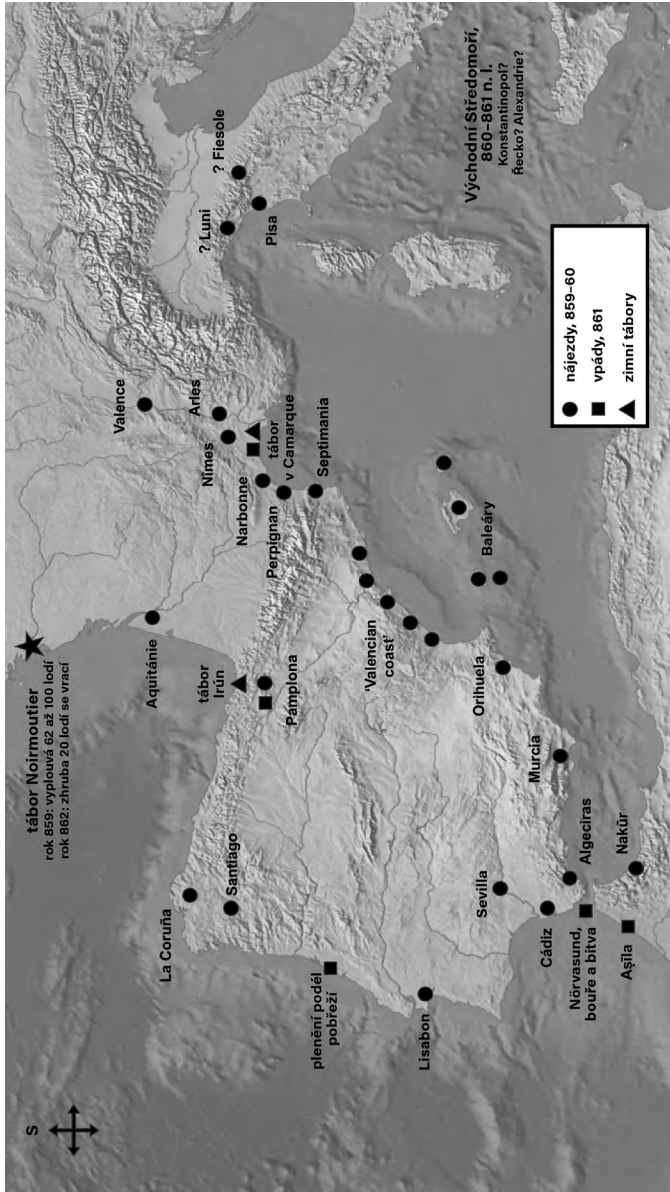 S
tábor Noirmoutier
rok 859: vyplouvá 62 až 100 lodí
rok 862: zhruba 20 lodí se vrací
La Coruña
Santiago
plenění podél
pobřeží
Lisabon
Sevilla
Cádiz
Nörvasund,
bouře a bitva
Aṣīla
Algeciras
Nakūr
Murcia
Orihuela
'Valencian
coast'
Baleáry
tábor
Irún
Pamplona
Aquitánie
Valence
Arles
Nîmes
Narbonne
Perpignan
tábor
v Camarque
Septimania
? Luni
? Fiesole
Pisa
Východní Středomoří,
860–861 n. l.
Konstantinopol?
Řecko? Alexandrie?
nájezdy, 859–60
vpády, 861
zimní tábory